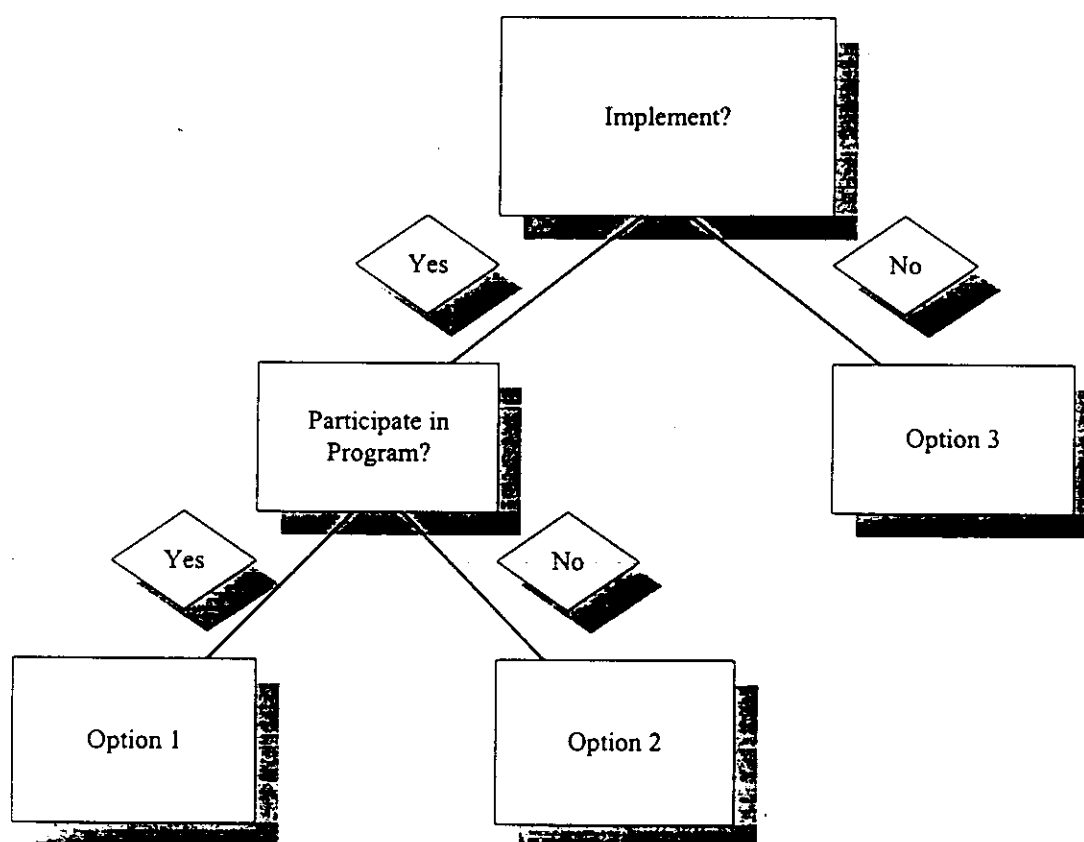 Implement?
Yes
No
Participate in
Program?
Option 3
Yes
No
Option 1
Option 2